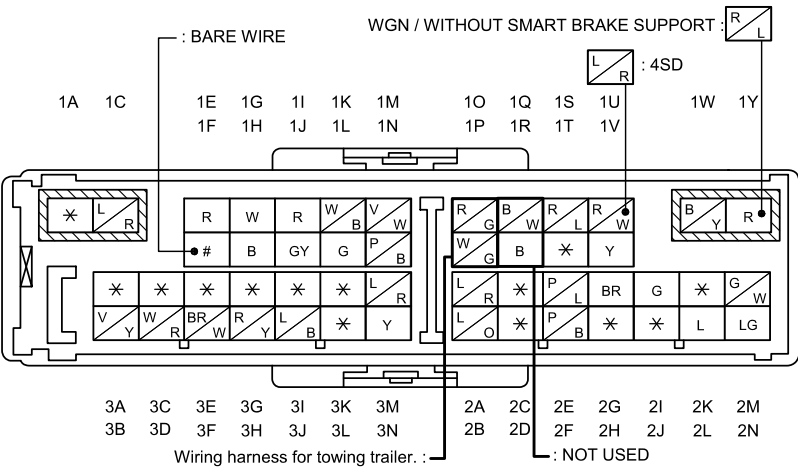 WGN / WITHOUT SMART BRAKE SUPPORT : R L
: BARE WIRE
L R : 4SD
1A 1C 1E 1G 1I 1K 1M 1O 1Q 1S 1U 1W 1Y
1F 1H 1J 1L 1N 1P 1R 1T 1V
* L R R W R W B V W R G B W R L R W B Y R
# B GY G P B W G B * Y
* * * * * * L R L R * P L BR G * G W
V Y W R BR W R Y L B * Y L O * P B * * L LG
3A 3C 3E 3G 3I 3K 3M 2A 2C 2E 2G 2I 2K 2M
3B 3D 3F 3H 3J 3L 3N 2B 2D 2F 2H 2J 2L 2N
Wiring harness for towing trailer. : : NOT USED